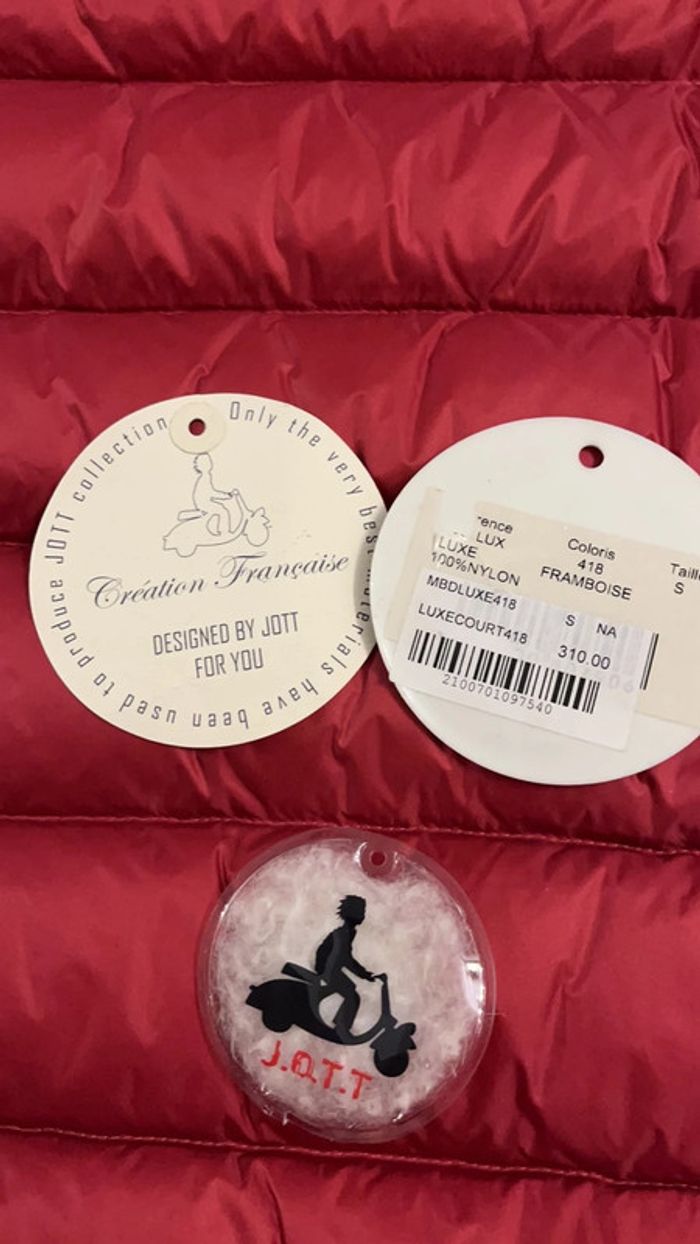 Only the very best materials have been used to produce JOTT collection
Création Française
DESIGNED BY JOTT
FOR YOU
rence
LUX
LUXE
100%NYLON
Coloris
418
FRAMBOISE
Taill
S
MBDLUXE418
S NA
LUXECOURT418
310.00
2100701097540
J.O.T.T